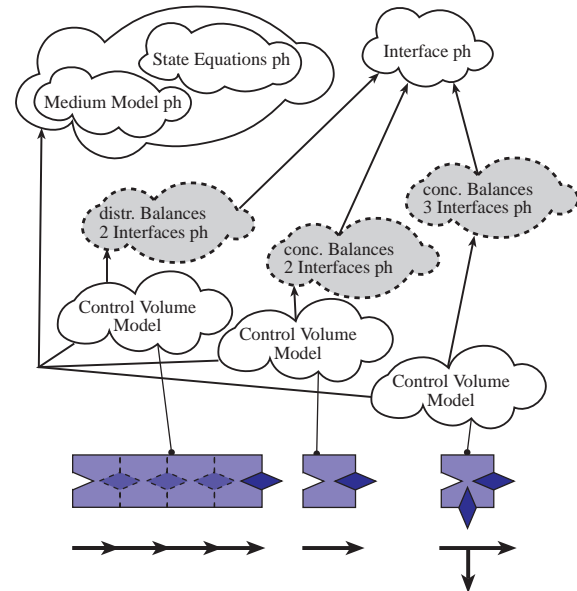 State Equations ph
Interface ph
Medium Model ph
distr. Balances
2 Interfaces ph
conc. Balances
3 Interfaces ph
conc. Balances
2 Interfaces ph
Control Volume
Model
Control Volume
Model
Control Volume
Model